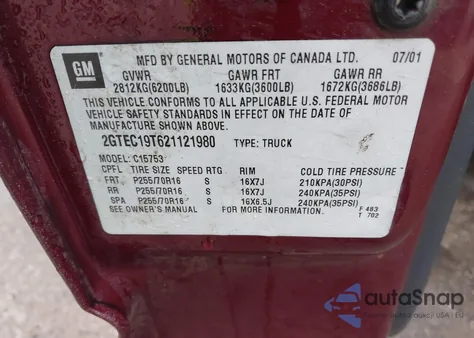 GM
MFD BY GENERAL MOTORS OF CANADA LTD. 07/01
GVWR GAWR FRT GAWR RR
2812KG(6200LB) 1633KG(3600LB) 1672KG(3686LB)
THIS VEHICLE CONFORMS TO ALL APPLICABLE U.S. FEDERAL MOTOR
VEHICLE SAFETY STANDARDS IN EFFECT ON THE DATE OF
MANUFACTURE SHOWN ABOVE.
2GTEC19T621121980 TYPE: TRUCK
C15753
CPFL TIRE SIZE SPEED RTG RIM COLD TIRE PRESSURE
FRT P255/70R16 S 16X7J 210KPA(30PSI)
RR P255/70R16 S 16X7J 240KPA(35PSI)
SPA P255/70R16 S 16X6.5J 240KPA(35PSI)
SEE OWNER'S MANUAL FOR MORE INFORMATION. F 483
T 702
autoSnap
aukcji USA | EU